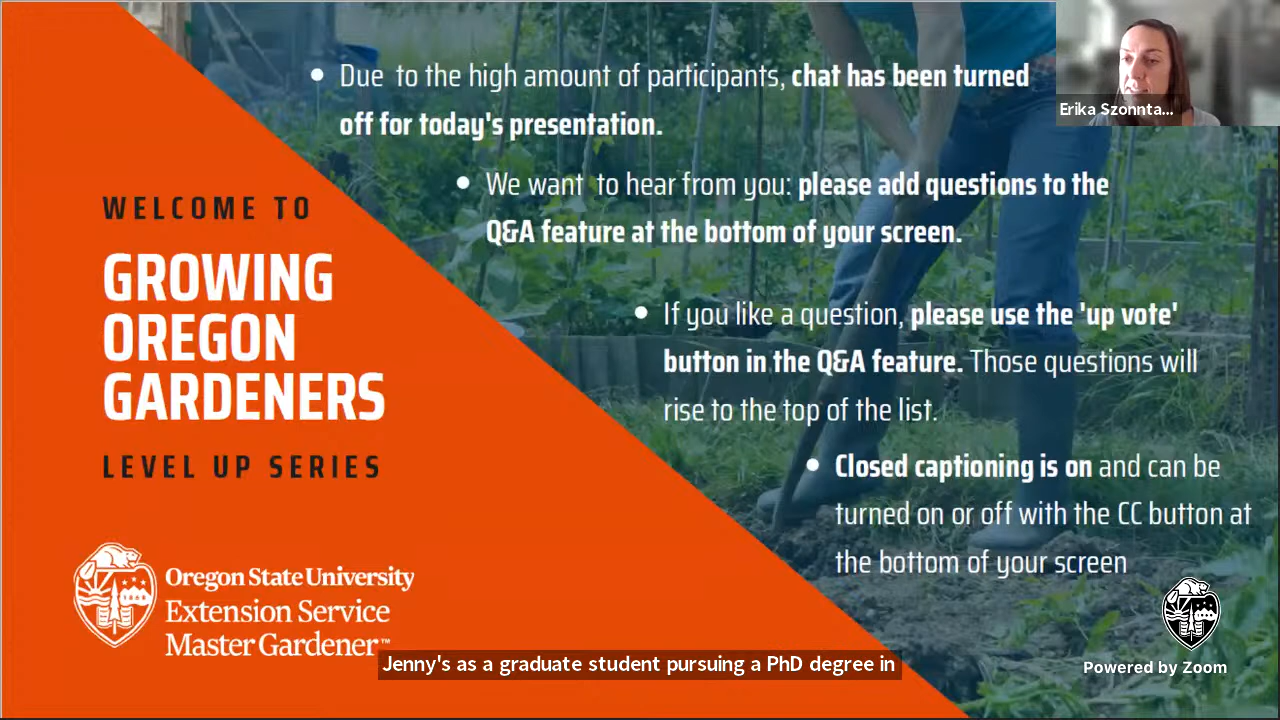 Due to the high amount of participants, chat has been turned
off for today's presentation.
Erika Szonnta...
We want to hear from you: please add questions to the
Q&A feature at the bottom of your screen.
WELCOME TO
GROWING
OREGON
GARDENERS
LEVEL UP SERIES
If you like a question, please use the 'up vote'
button in the Q&A feature. Those questions will
rise to the top of the list.
Closed captioning is on and can be
turned on or off with the CC button at
the bottom of your screen
Oregon State University
Extension Service
Master Gardener™
Jenny's as a graduate student pursuing a PhD degree in
Powered by Zoom